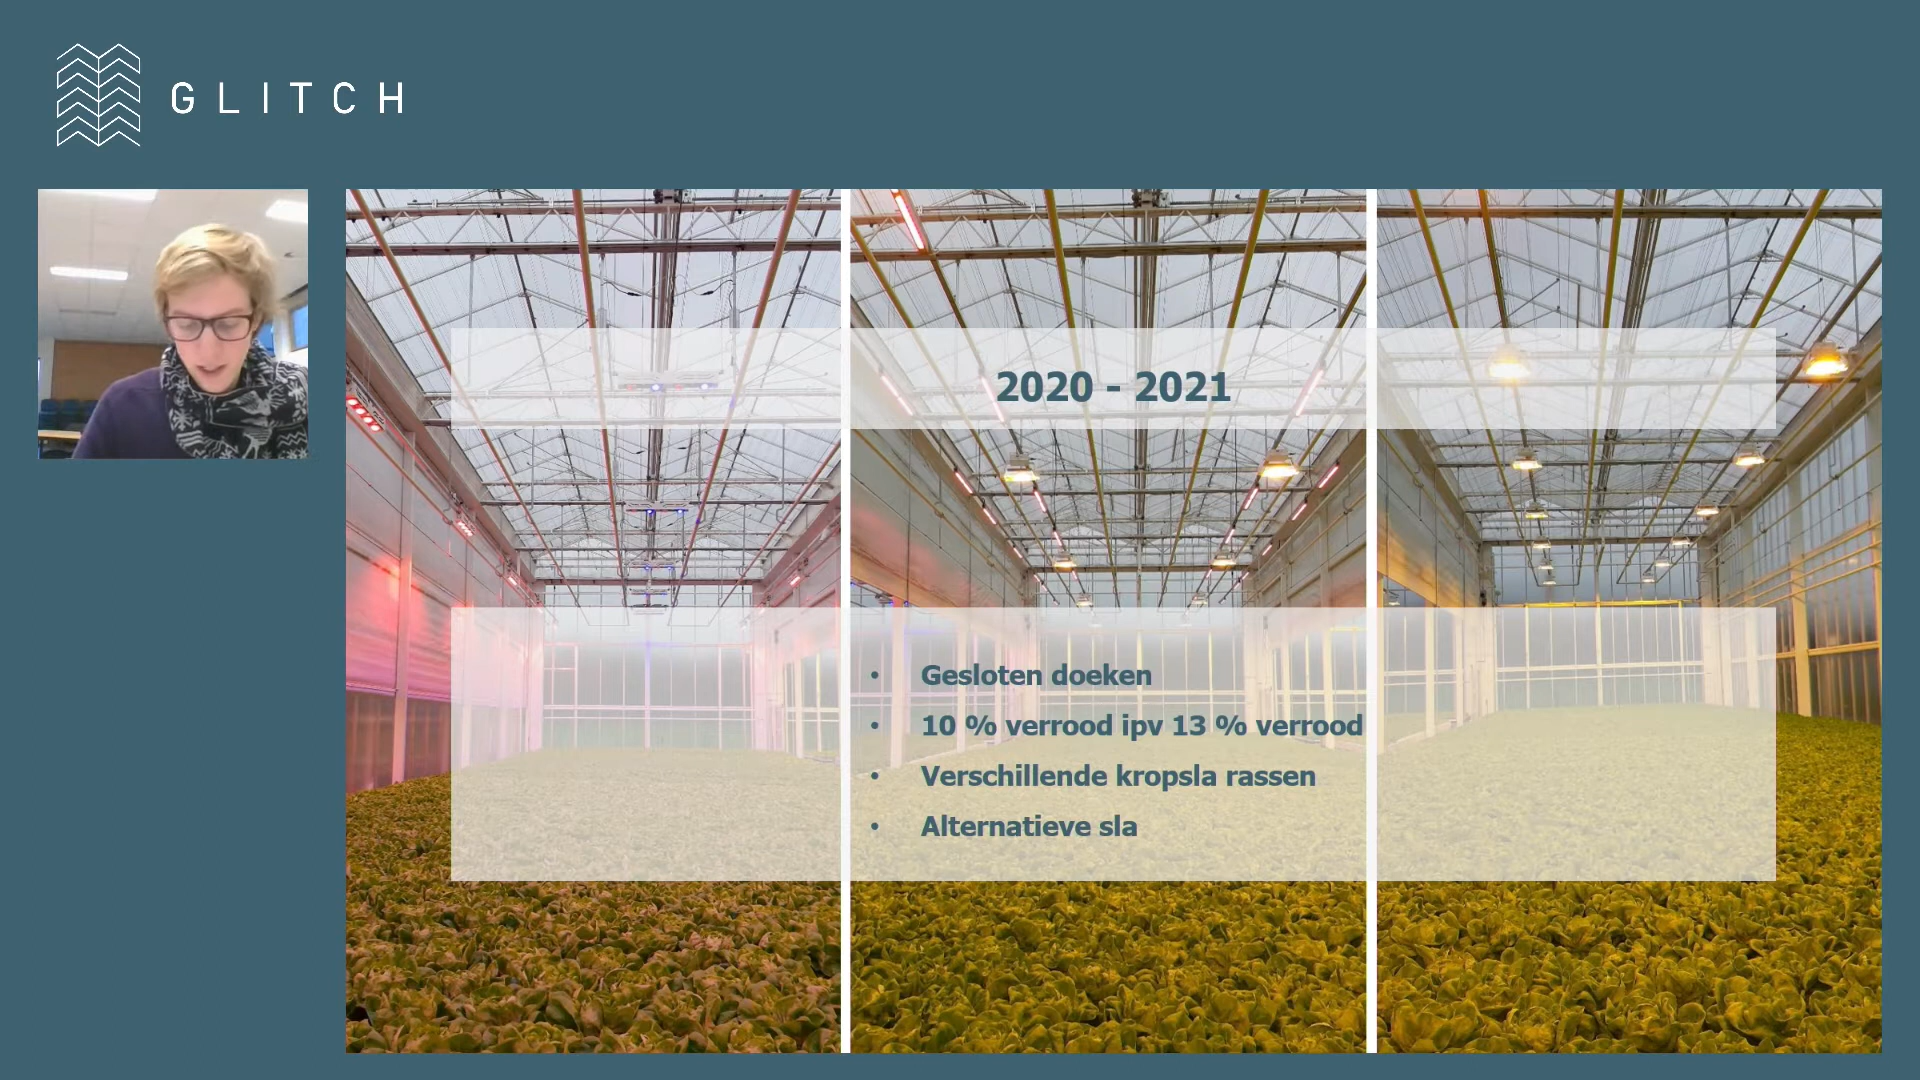 GLITCH
2020 - 2021
• Gesloten doeken
• 10 % verrood ipv 13 % verrood
• Verschillende kropsla rassen
• Alternatieve sla